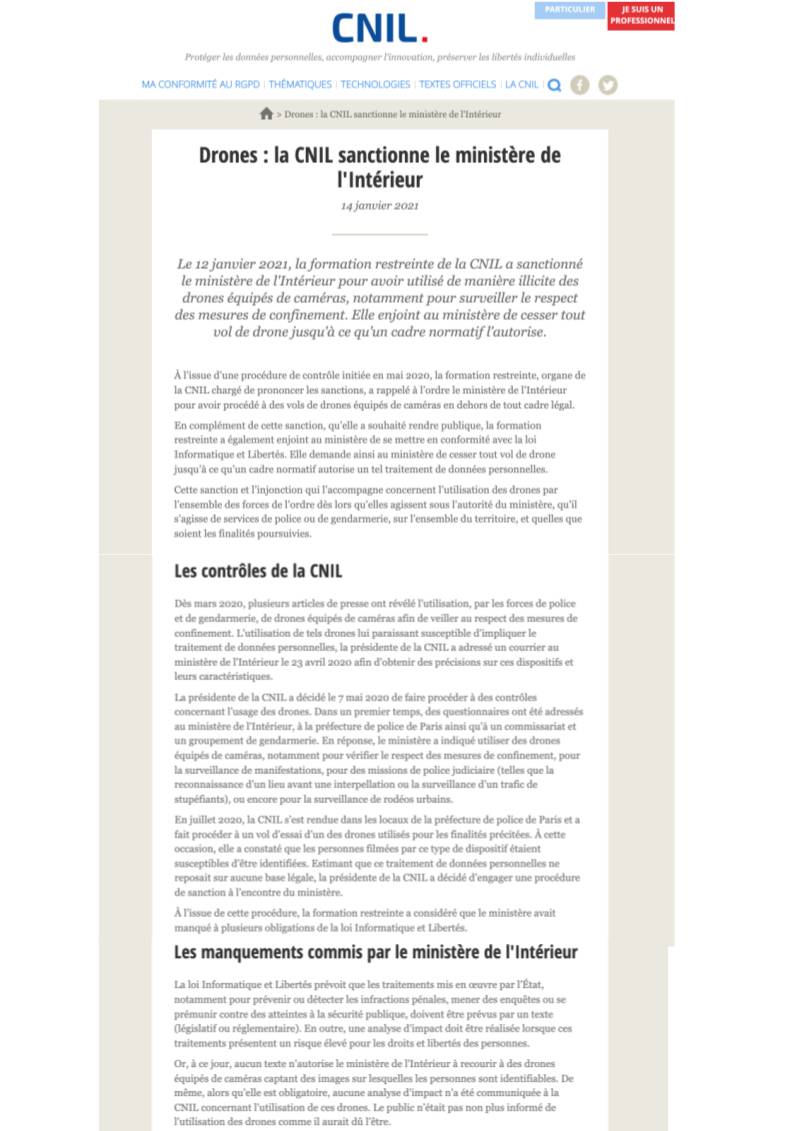 PARTICULIER
JE SUIS UN
PROFESSIONNEL
CNIL.
Protéger les données personnelles, accompagner l'innovation, préserver les libertés individuelles
MA CONFORMITÉ AU RGPD | THÉMATIQUES | TECHNOLOGIES | TEXTES OFFICIELS | LA CNIL |
> Drones : la CNIL sanctionne le ministère de l'Intérieur
Drones : la CNIL sanctionne le ministère de
l'Intérieur
14 janvier 2021
Le 12 janvier 2021, la formation restreinte de la CNIL a sanctionné
le ministère de l'Intérieur pour avoir utilisé de manière illicite des
drones équipés de caméras, notamment pour surveiller le respect
des mesures de confinement. Elle enjoint au ministère de cesser tout
vol de drone jusqu'à ce qu'un cadre normatif l'autorise.
À l'issue d'une procédure de contrôle initiée en mai 2020, la formation restreinte, organe de
la CNIL chargé de prononcer les sanctions, a rappelé à l'ordre le ministère de l'Intérieur
pour avoir procédé à des vols de drones équipés de caméras en dehors de tout cadre légal.
En complément de cette sanction, qu'elle a souhaité rendre publique, la formation
restreinte a également enjoint au ministère de se mettre en conformité avec la loi
Informatique et Libertés. Elle demande ainsi au ministère de cesser tout vol de drone
jusqu'à ce qu'un cadre normatif autorise un tel traitement de données personnelles.
Cette sanction et l'injonction qui l'accompagne concernent l'utilisation des drones par
l'ensemble des forces de l'ordre dès lors qu'elles agissent sous l'autorité du ministère, qu'il
s'agisse de services de police ou de gendarmerie, sur l'ensemble du territoire, et quelles que
soient les finalités poursuivies.
Les contrôles de la CNIL
Dès mars 2020, plusieurs articles de presse ont révélé l'utilisation, par les forces de police
et de gendarmerie, de drones équipés de caméras afin de veiller au respect des mesures de
confinement. L'utilisation de tels drones lui paraissant susceptible d'impliquer le
traitement de données personnelles, la présidente de la CNIL a adressé un courrier au
ministère de l'Intérieur le 23 avril 2020 afin d'obtenir des précisions sur ces dispositifs et
leurs caractéristiques.
La présidente de la CNIL a décidé le 7 mai 2020 de faire procéder à des contrôles
concernant l'usage des drones. Dans un premier temps, des questionnaires ont été adressés
au ministère de l'Intérieur, à la préfecture de police de Paris ainsi qu'à un commissariat et
un groupement de gendarmerie. En réponse, le ministère a indiqué utiliser des drones
équipés de caméras, notamment pour vérifier le respect des mesures de confinement, pour
la surveillance de manifestations, pour des missions de police judiciaire (telles que la
reconnaissance d'un lieu avant une interpellation ou la surveillance d'un trafic de
stupéfiants), ou encore pour la surveillance de rodéos urbains.
En juillet 2020, la CNIL s'est rendue dans les locaux de la préfecture de police de Paris et a
fait procéder à un vol d'essai d'un des drones utilisés pour les finalités précitées. À cette
occasion, elle a constaté que les personnes filmées par ce type de dispositif étaient
susceptibles d'être identifiées. Estimant que ce traitement de données personnelles ne
reposait sur aucune base légale, la présidente de la CNIL a décidé d'engager une procédure
de sanction à l'encontre du ministère.
À l'issue de cette procédure, la formation restreinte a considéré que le ministère avait
manqué à plusieurs obligations de la loi Informatique et Libertés.
Les manquements commis par le ministère de l'Intérieur
La loi Informatique et Libertés prévoit que les traitements mis en œuvre par l'État,
notamment pour prévenir ou détecter les infractions pénales, mener des enquêtes ou se
prémunir contre des atteintes à la sécurité publique, doivent être prévus par un texte
(législatif ou réglementaire). En outre, une analyse d'impact doit être réalisée lorsque ces
traitements présentent un risque élevé pour les droits et libertés des personnes.
Or, à ce jour, aucun texte n'autorise le ministère de l'Intérieur à recourir à des drones
équipés de caméras captant des images sur lesquelles les personnes sont identifiables. De
même, alors qu'elle est obligatoire, aucune analyse d'impact n'a été communiquée à la
CNIL concernant l'utilisation de ces drones. Le public n'était pas non plus informé de
l'utilisation des drones comme il aurait dû l'être.